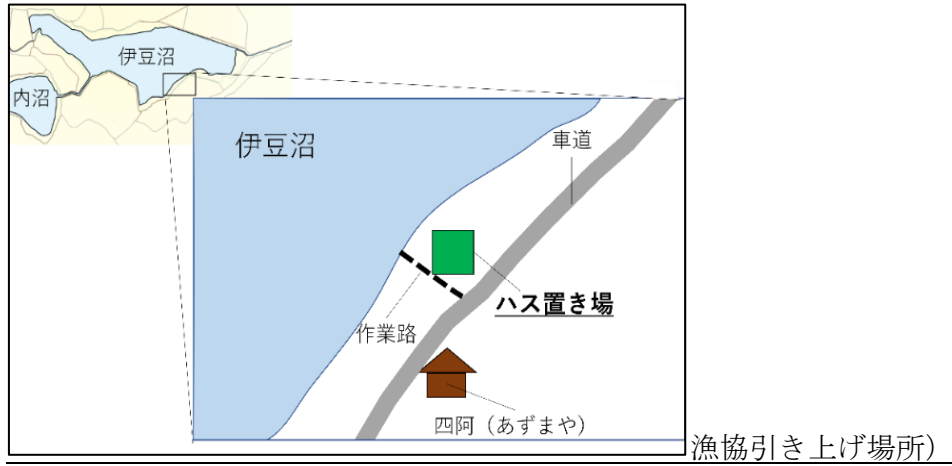 伊豆沼
内沼
伊豆沼
車道
ハス置き場
作業路
四阿（あずまや）
漁協引き上げ場所）